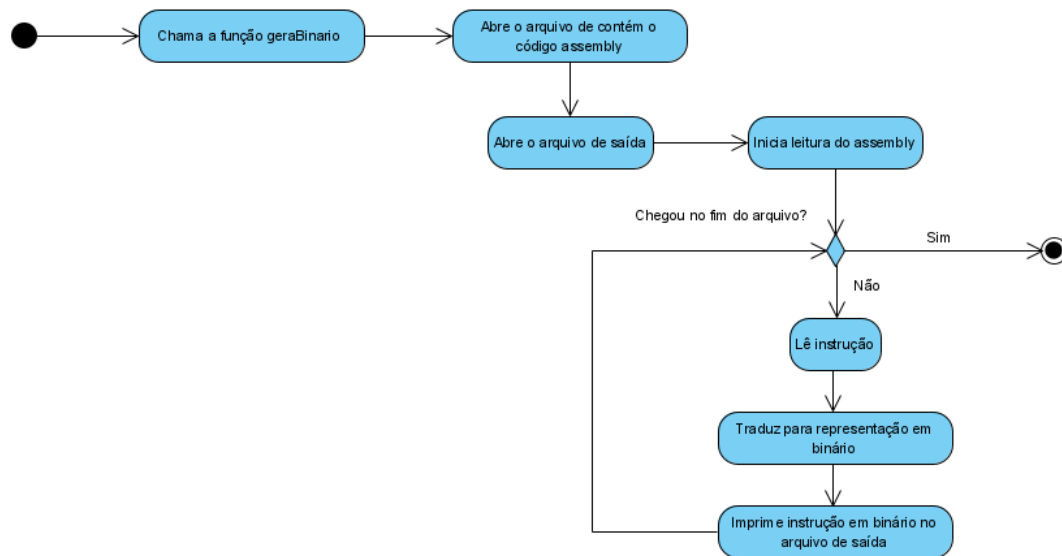 Chama a função geraBinario
Abre o arquivo de contém o
código assembly
Abre o arquivo de saída
Inicia leitura do assembly
Chegou no fim do arquivo?
Sim
Não
Lê instrução
Traduz para representação em
binário
Imprime instrução em binário no
arquivo de saída